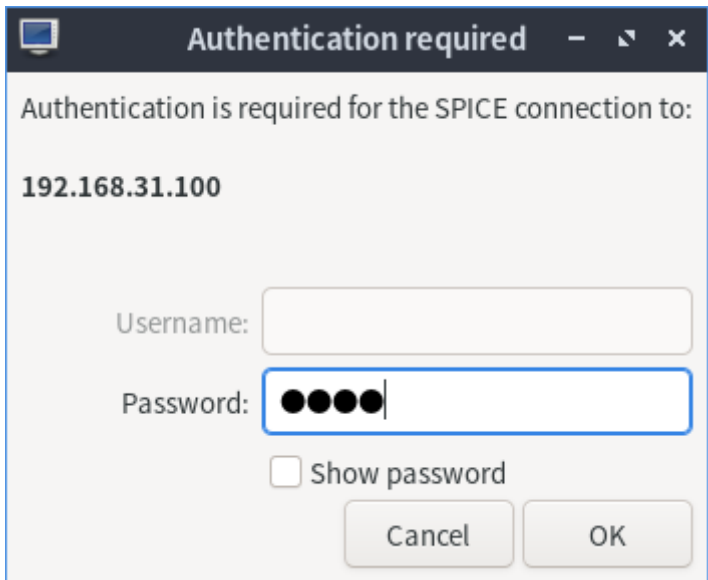 Authentication required
Authentication is required for the SPICE connection to:
192.168.31.100
Username:
Password: ●●●●
Show password
Cancel OK